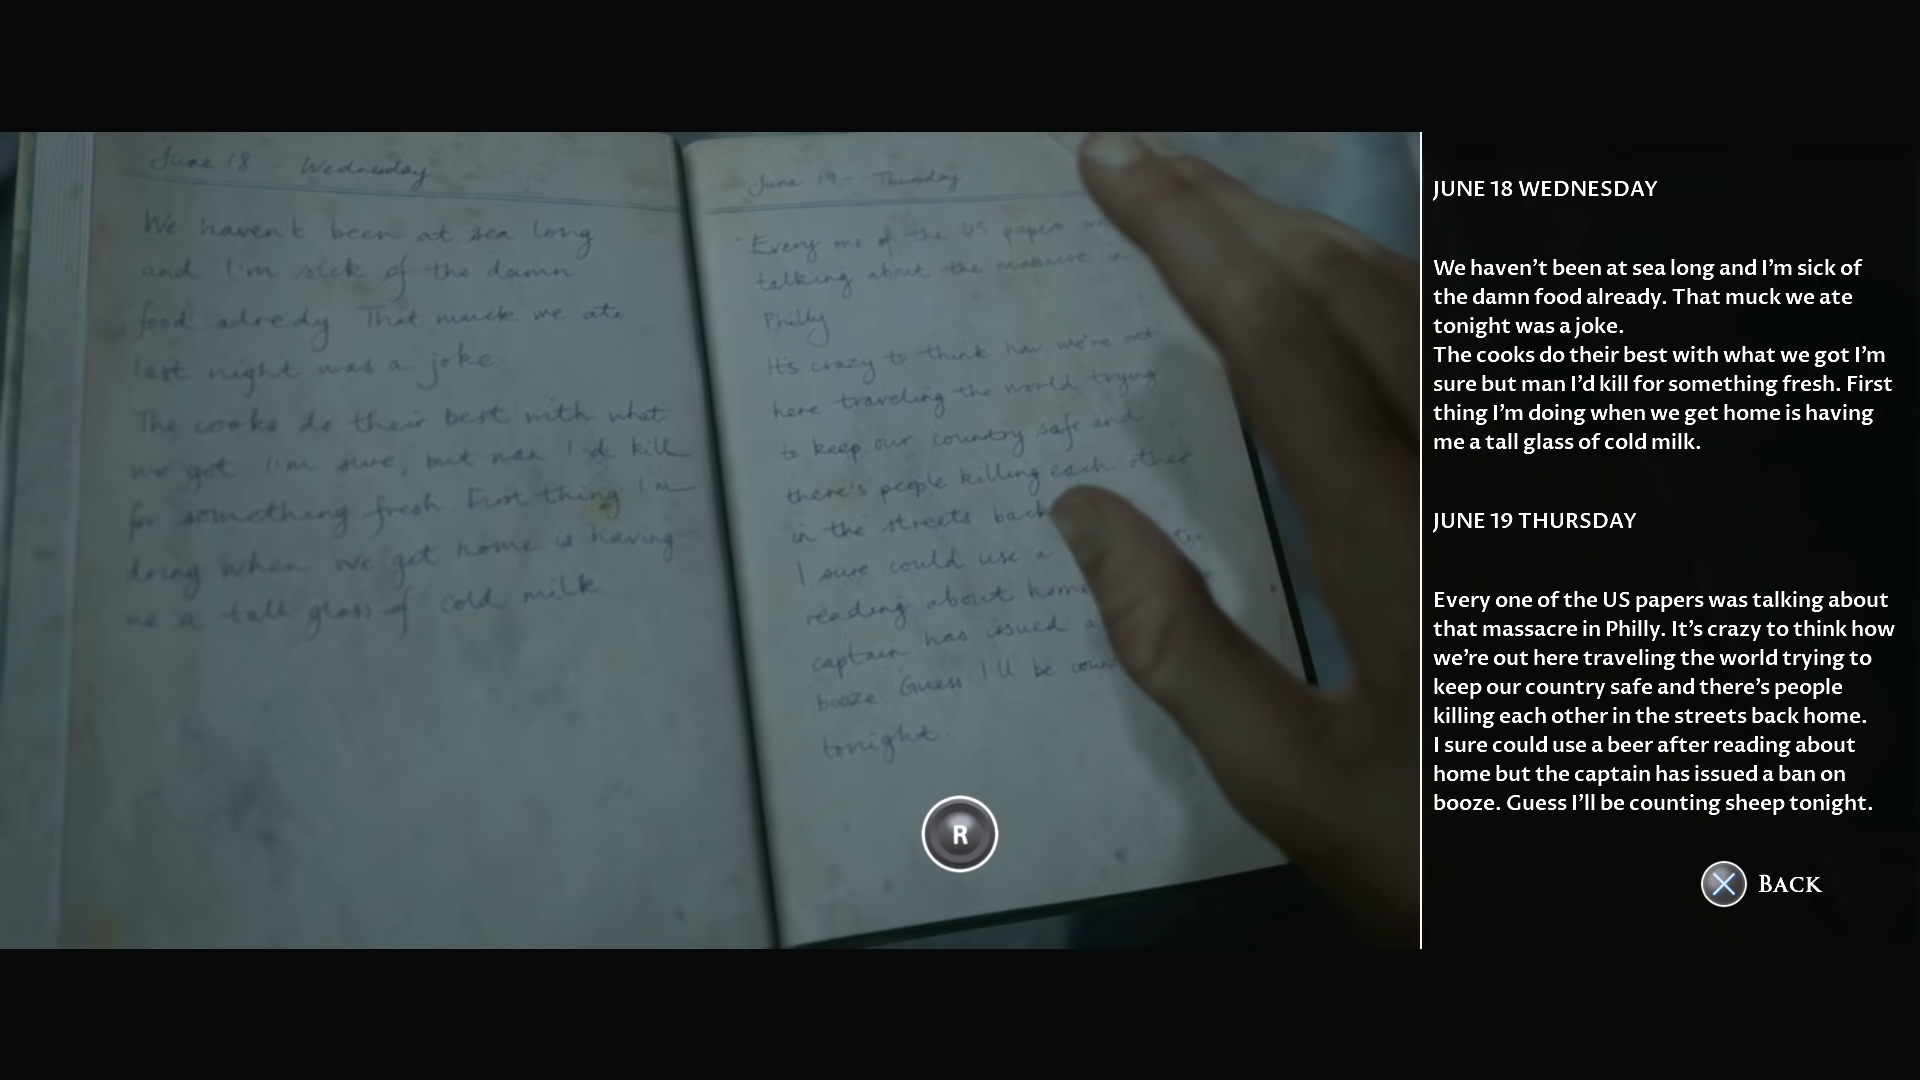 June 18 - Wednesday
We haven't been at sea long
and I'm sick of the damn
food alredy That muck we ate
last night was a joke.
The cooks do their best with what
we got I'm sure, but man I'd kill
for something fresh. First thing I'm
doing when we get home is having
me a tall glass of cold milk.
June 19 - Thursday
Every one of the US papers
talking about the massacre in
Philly
It's crazy to think how we're out
here traveling the world trying
to keep our country safe and
there's people killing each other
in the streets back
I sure could use a
reading about home
captain has issued a
booze. Guess I'll be
tonight.
R
JUNE 18 WEDNESDAY
We haven't been at sea long and I'm sick of
the damn food already. That muck we ate
tonight was a joke.
The cooks do their best with what we got I'm
sure but man I'd kill for something fresh. First
thing I'm doing when we get home is having
me a tall glass of cold milk.
JUNE 19 THURSDAY
Every one of the US papers was talking about
that massacre in Philly. It's crazy to think how
we're out here traveling the world trying to
keep our country safe and there's people
killing each other in the streets back home.
I sure could use a beer after reading about
home but the captain has issued a ban on
booze. Guess I'll be counting sheep tonight.
BACK